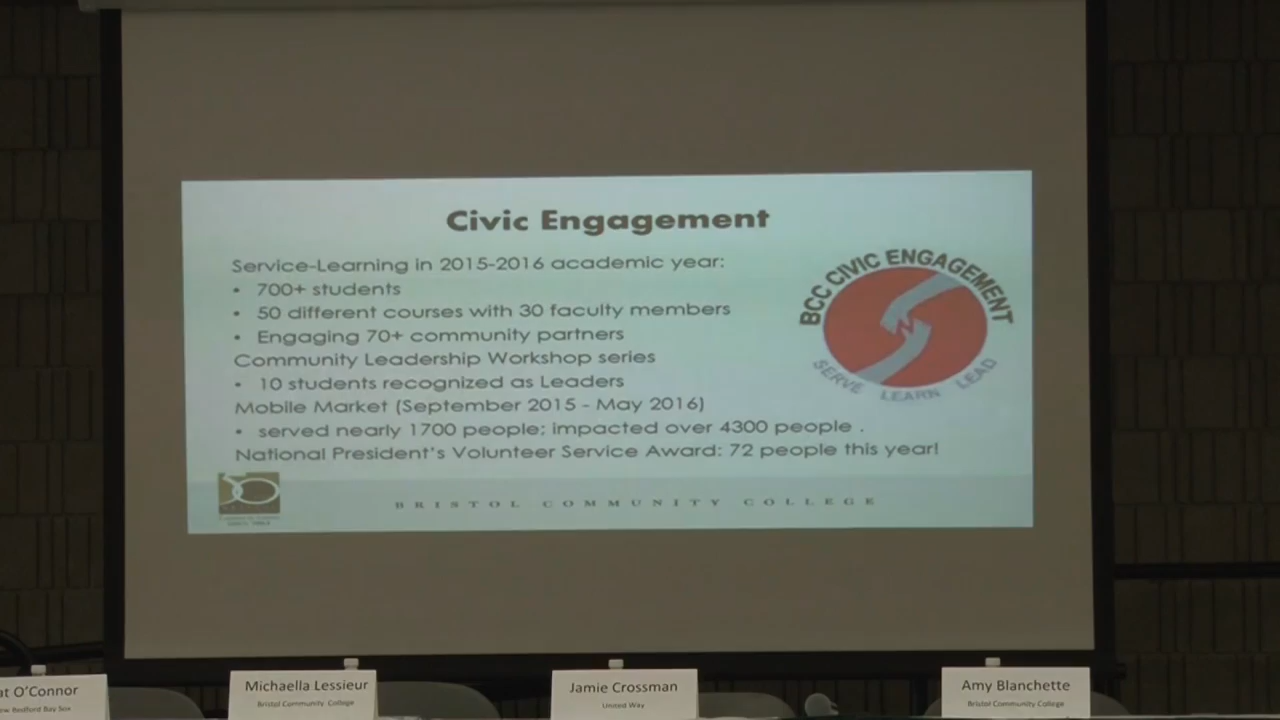 Civic Engagement
Service-Learning in 2015-2016 academic year:
• 700+ students
• 50 different courses with 30 faculty members
• Engaging 70+ community partners
Community Leadership Workshop series
• 10 students recognized as Leaders
Mobile Market (September 2015 - May 2016)
• served nearly 1700 people; impacted over 4300 people .
National President's Volunteer Service Award: 72 people this year!
BCC CIVIC ENGAGEMENT
SERVE LEARN LEAD
BRISTOL COMMUNITY COLLEGE
at O'Connor
ew Bedford Bay Sox
Michaella Lessieur
Bristol Community College
Jamie Crossman
United Way
Amy Blanchette
Bristol Community College